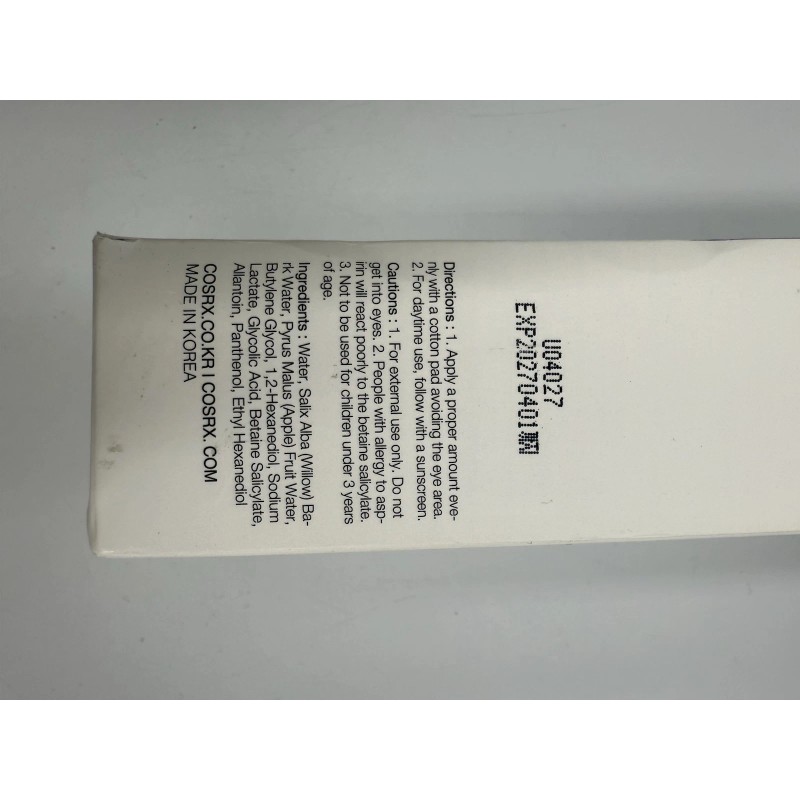 U04027
EXP20270401
Directions : 1. Apply a proper amount eve-
nly with a cotton pad avoiding the eye area.
2. For daytime use, follow with a sunscreen.
Cautions : 1. For external use only. Do not
get into eyes. 2. People with allergy to asp-
irin will react poorly to the betaine salicylate.
3. Not to be used for children under 3 years
of age.
Ingredients : Water, Salix Alba (Willow) Ba-
rk Water, Pyrus Malus (Apple) Fruit Water,
Butylene Glycol, 1,2-Hexanediol, Sodium
Lactate, Glycolic Acid, Betaine Salicylate,
Allantoin, Panthenol, Ethyl Hexanediol
COSRX.CO.KR I COSRX. COM
MADE IN KOREA